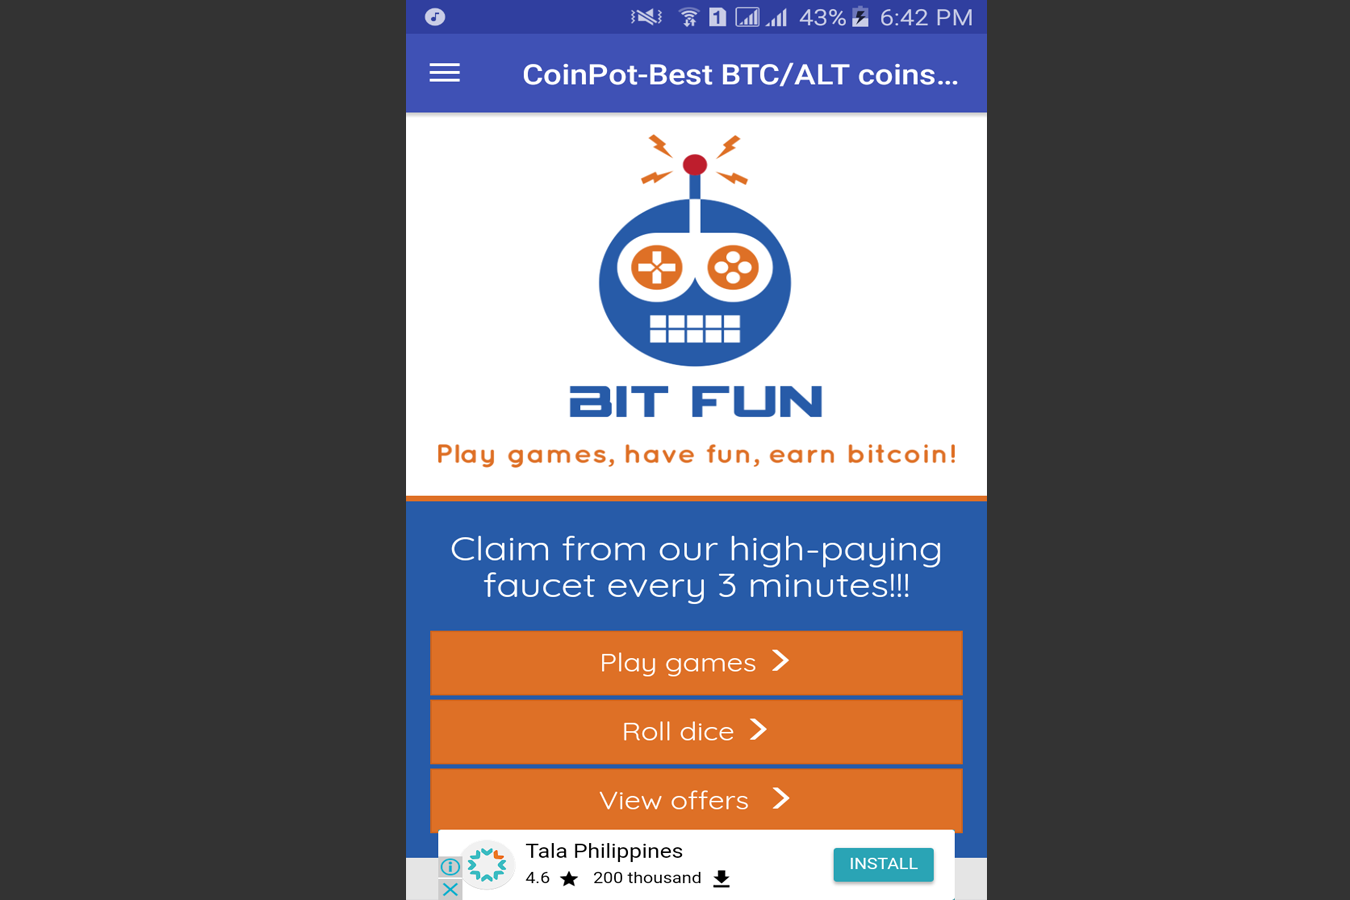 1 43% 6:42 PM
CoinPot-Best BTC/ALT coins...
BIT FUN
Play games, have fun, earn bitcoin!
Claim from our high-paying
faucet every 3 minutes!!!
Play games
Roll dice
View offers
Tala Philippines
4.6 ★ 200 thousand
INSTALL